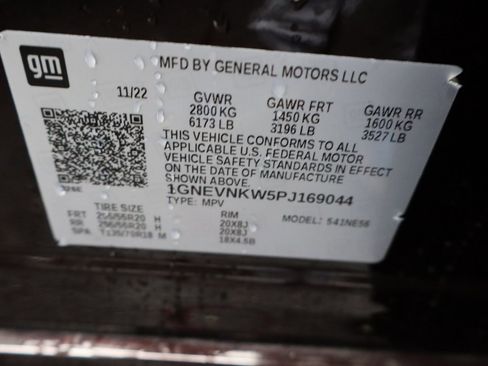 gm
MFD BY GENERAL MOTORS LLC
11/22
GVWR
2800 KG
6173 LB
GAWR FRT
1450 KG
3196 LB
GAWR RR
1600 KG
3527 LB
THIS VEHICLE CONFORMS TO ALL
APPLICABLE U.S. FEDERAL MOTOR
VEHICLE SAFETY STANDARDS IN EFFECT
ON THE DATE OF MANUFACTURE
SHOWN ABOVE.
1GNEVNKW5PJ169044
TYPE: MPV
MODEL:
TIRE SIZE
RIM
FRT 255/55R20 H 20X8J
RR 255/55R20 H 20X8J
SPA T135/70R18 M 18X4.5B